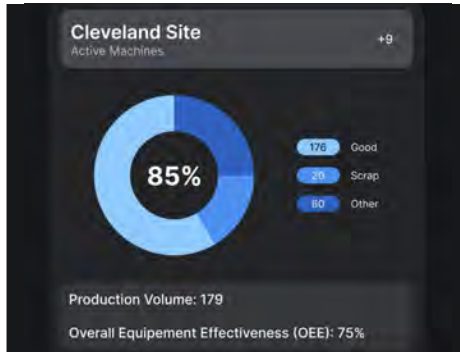 Cleveland Site
Active Machines
+9
85%
176 Good
20 Scrap
60 Other
Production Volume: 179
Overall Equipement Effectiveness (OEE): 75%